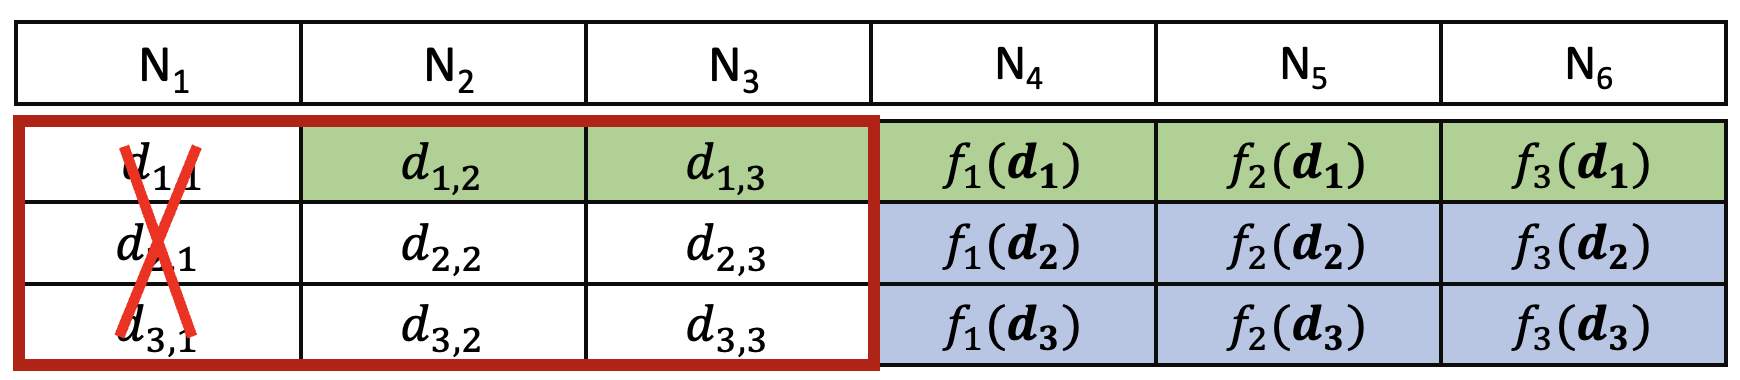 N₁ N₂ N₃ N₄ N₅ N₆
d₁,₁ d₁,₂ d₁,₃ f₁(d₁) f₂(d₁) f₃(d₁)
d₂,₁ d₂,₂ d₂,₃ f₁(d₂) f₂(d₂) f₃(d₂)
d₃,₁ d₃,₂ d₃,₃ f₁(d₃) f₂(d₃) f₃(d₃)